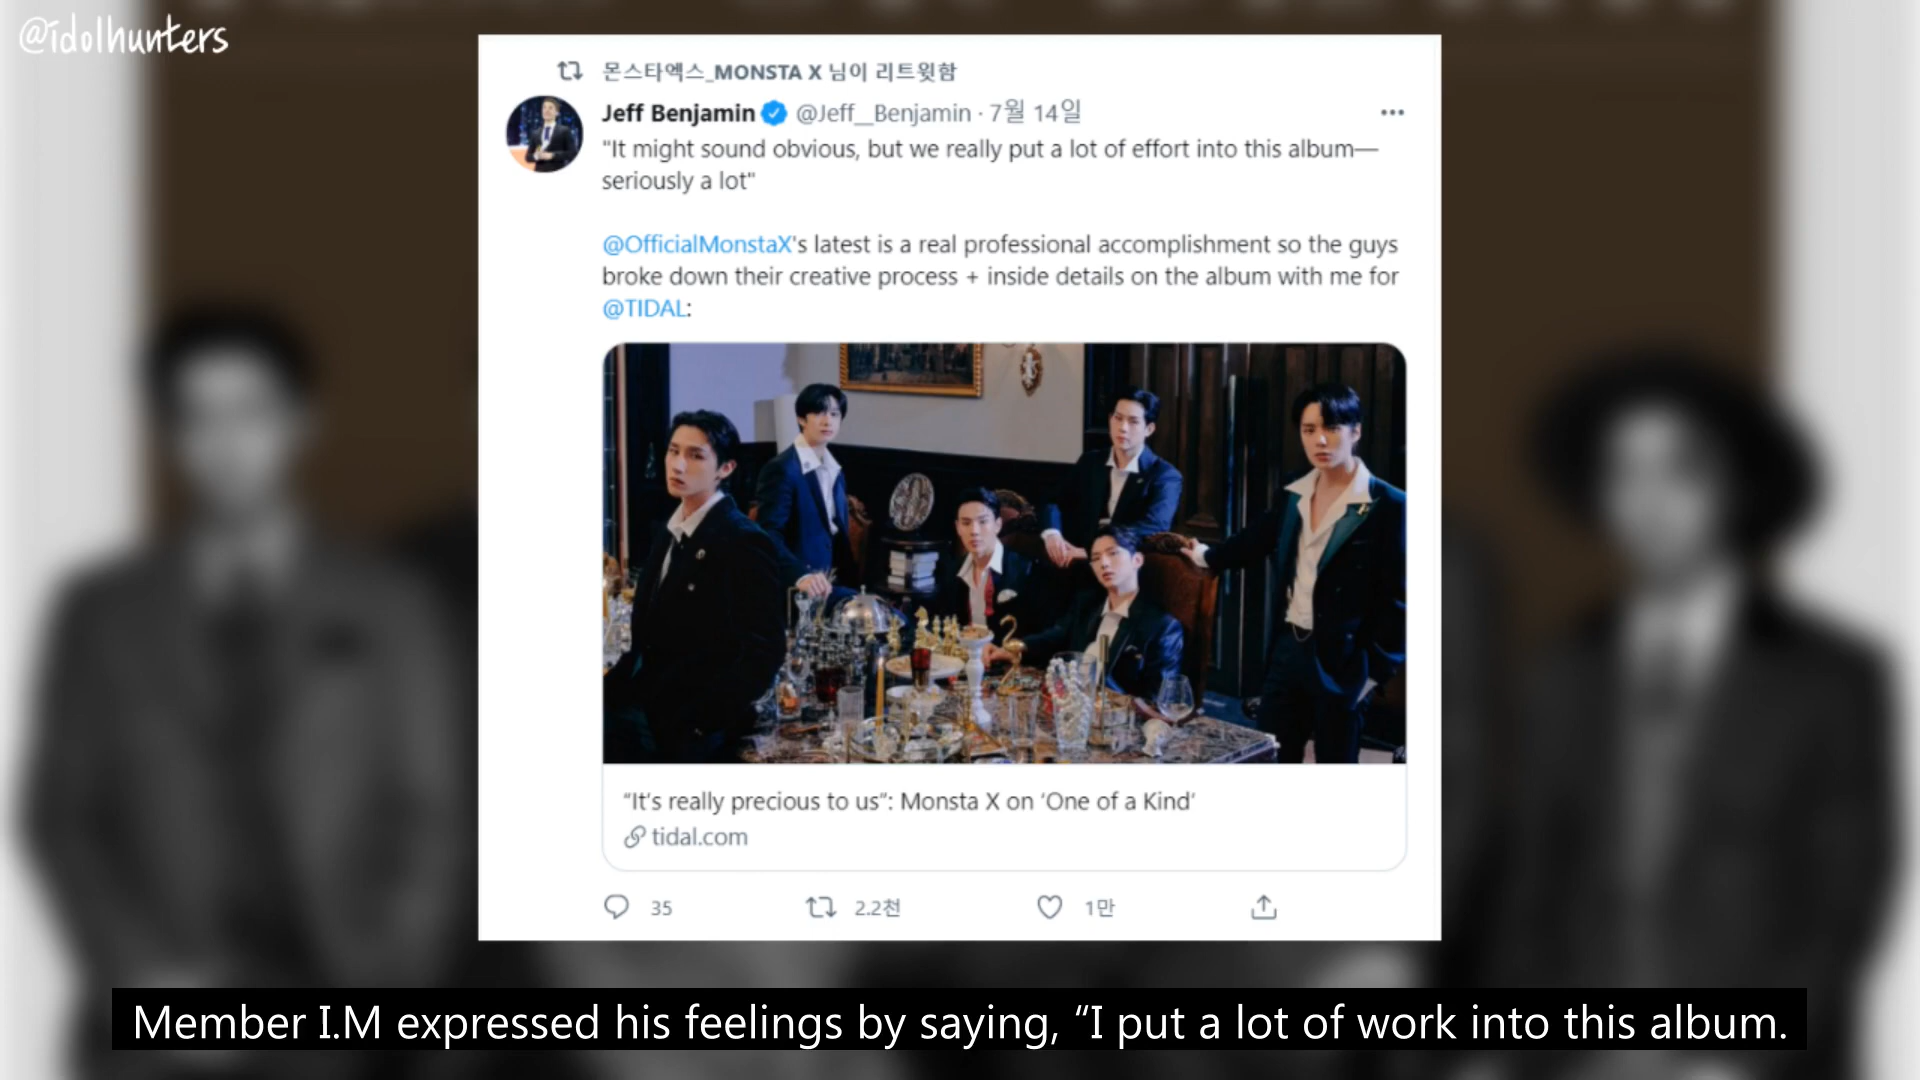 @idolhunters
몬스타엑스_MONSTA X 님이 리트윗함
Jeff Benjamin @Jeff__Benjamin · 7월 14일
"It might sound obvious, but we really put a lot of effort into this album—
seriously a lot"
@OfficialMonstaX's latest is a real professional accomplishment so the guys
broke down their creative process + inside details on the album with me for
@TIDAL:
“It’s really precious to us”: Monsta X on ‘One of a Kind’
tidal.com
35
2.2천
1만
Member I.M expressed his feelings by saying, “I put a lot of work into this album.